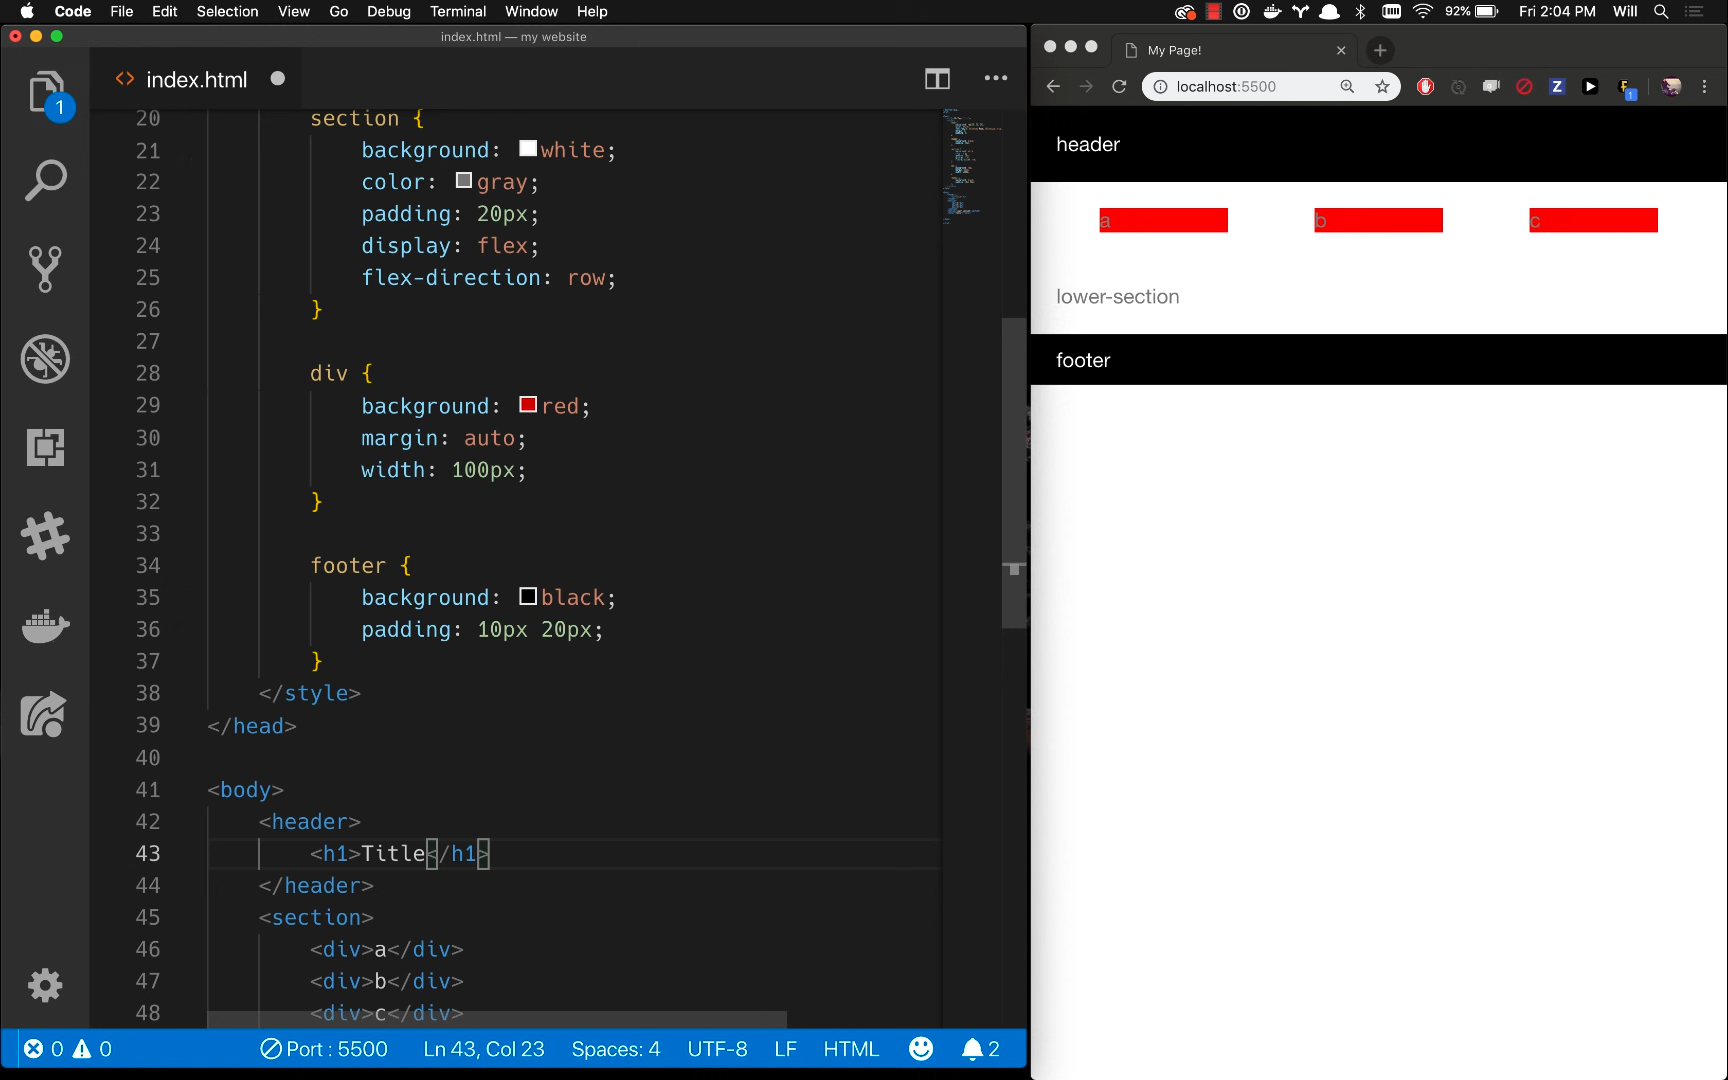 Code File Edit Selection View Go Debug Terminal Window Help
92% Fri 2:04 PM Will
index.html — my website
index.html
1
20 section {
21 background: white;
22 color: gray;
23 padding: 20px;
24 display: flex;
25 flex-direction: row;
26 }
27
28 div {
29 background: red;
30 margin: auto;
31 width: 100px;
32 }
33
34 footer {
35 background: black;
36 padding: 10px 20px;
37 }
38 </style>
39 </head>
40
41 <body>
42 <header>
43 <h1>Title</h1>
44 </header>
45 <section>
46 <div>a</div>
47 <div>b</div>
48 <div>c</div>
0 0 Port : 5500 Ln 43, Col 23 Spaces: 4 UTF-8 LF HTML 2
My Page!
localhost:5500
Z
1
header
a b c
lower-section
footer